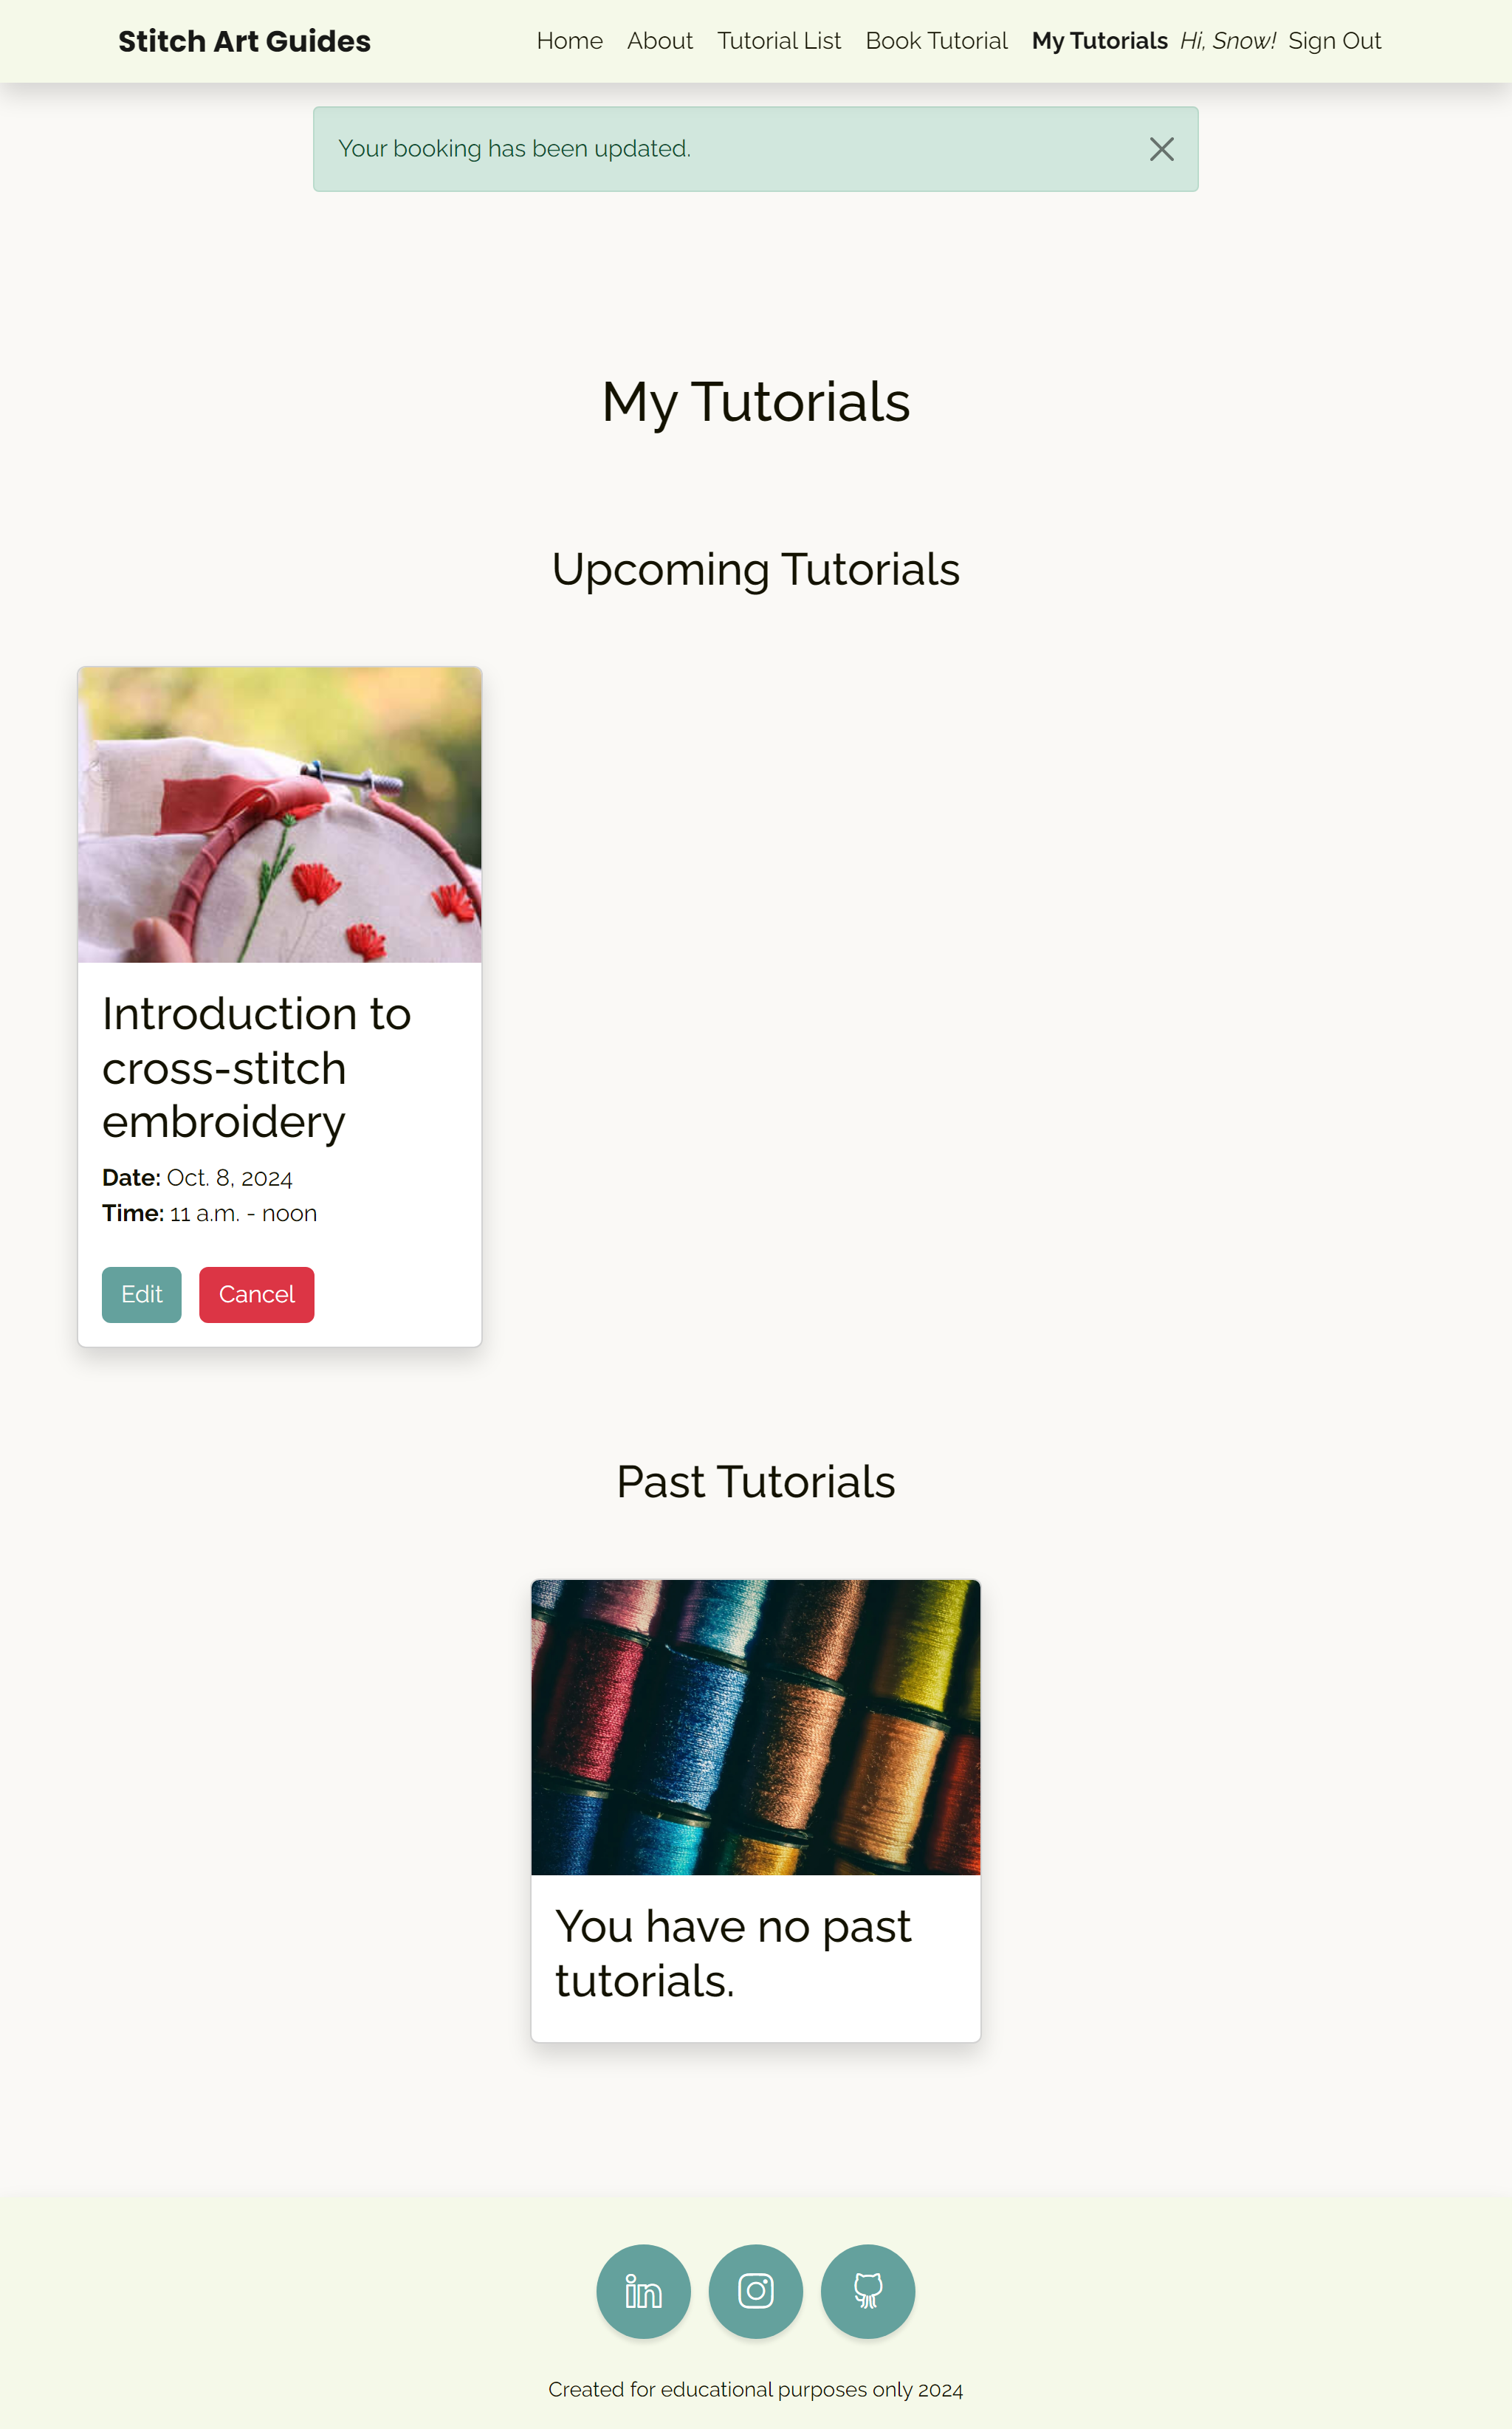 Stitch Art Guides Home About Tutorial List Book Tutorial My Tutorials Hi, Snow! Sign Out
Your booking has been updated.
My Tutorials
Upcoming Tutorials
Introduction to
cross-stitch
embroidery
Date: Oct. 8, 2024
Time: 11 a.m. - noon
Edit Cancel
Past Tutorials
You have no past
tutorials.
in
Created for educational purposes only 2024